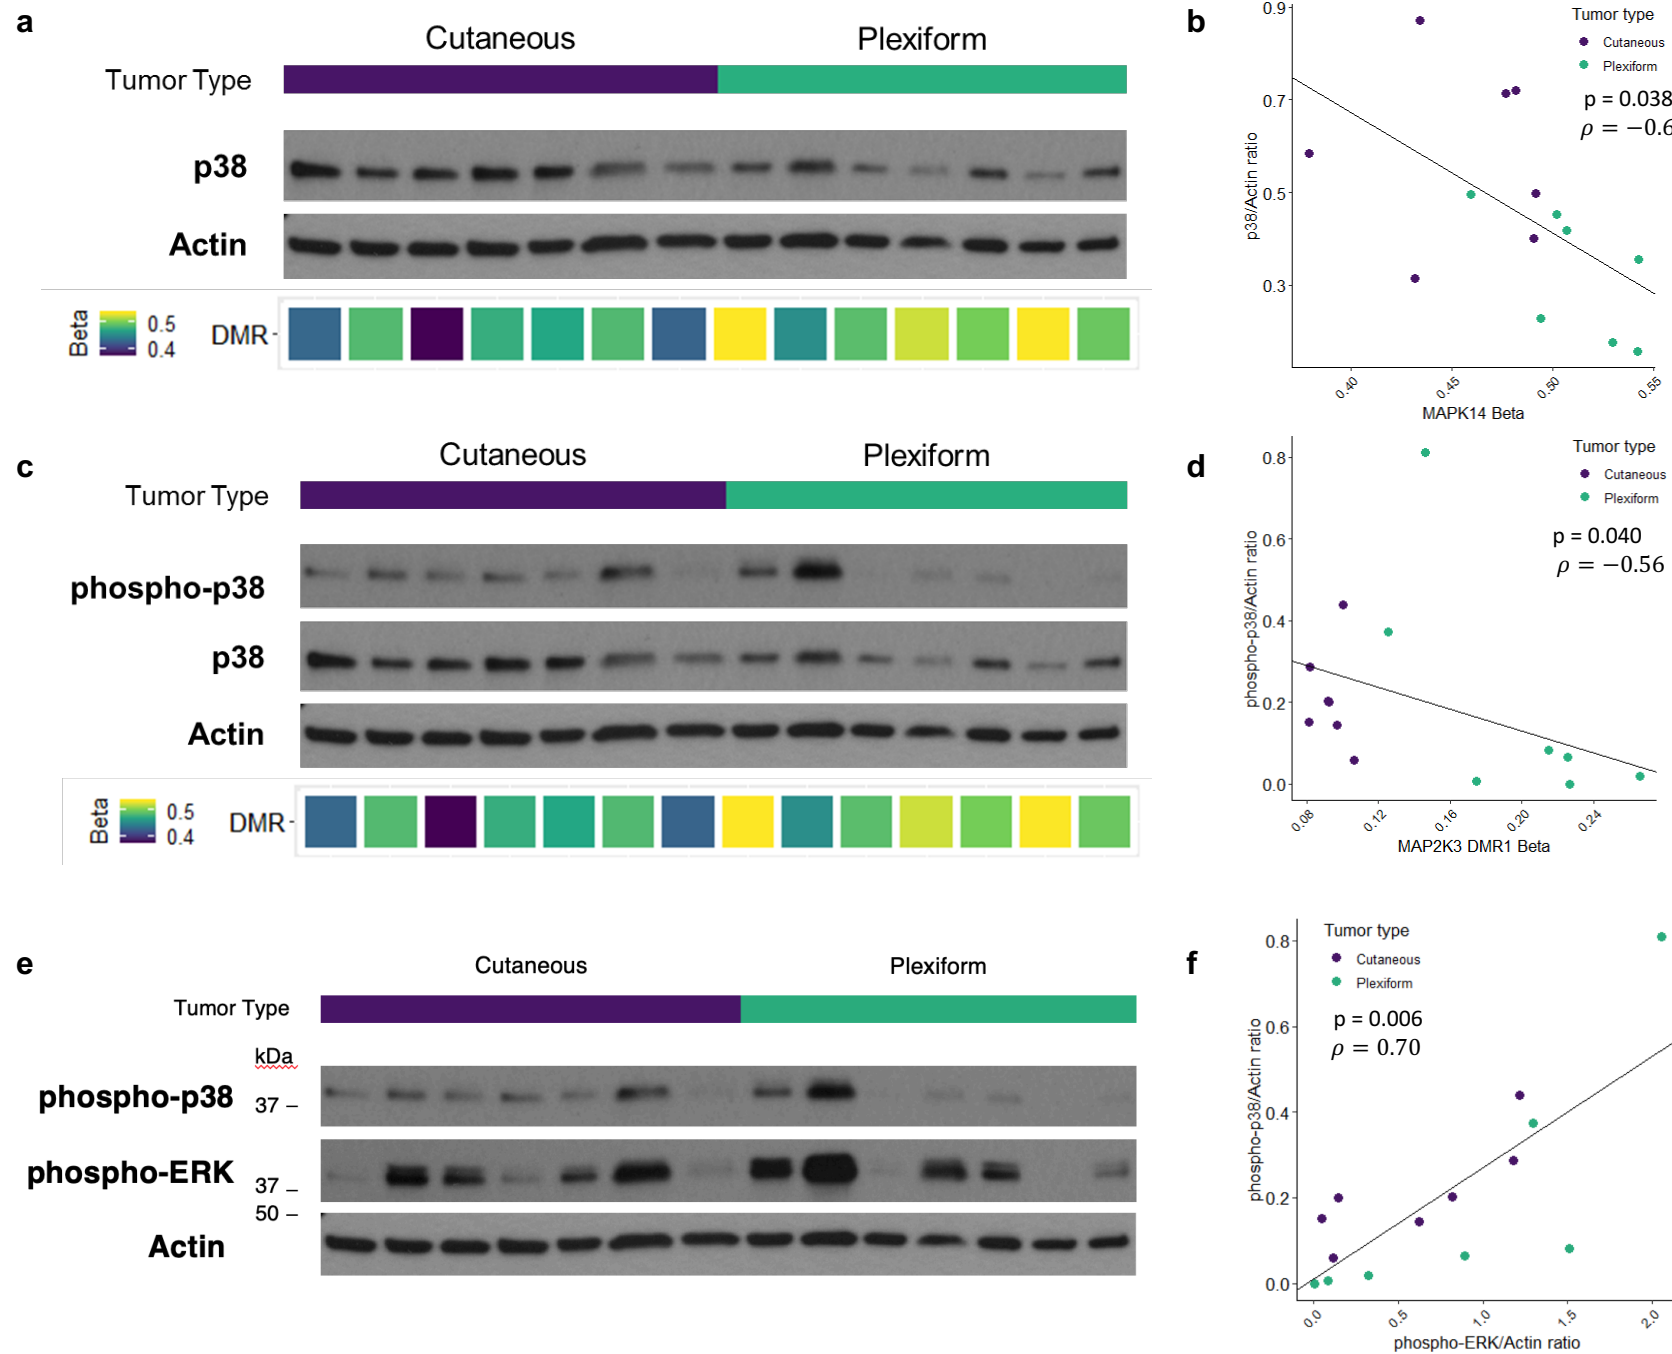 a
Cutaneous Plexiform
Tumor Type
p38
Actin
Beta
0.5
0.4
DMR
b
Tumor type
Cutaneous
Plexiform
p = 0.038
ρ = −0.6
p38/Actin ratio
0.9
0.7
0.5
0.3
0.40 0.45 0.50 0.55
MAPK14 Beta
c
Cutaneous Plexiform
Tumor Type
phospho-p38
p38
Actin
Beta
0.5
0.4
DMR
d
Tumor type
Cutaneous
Plexiform
p = 0.040
ρ = −0.56
phospho-p38/Actin ratio
0.8
0.6
0.4
0.2
0.0
0.08 0.12 0.16 0.20 0.24
MAP2K3 DMR1 Beta
e
Cutaneous Plexiform
Tumor Type
kDa
phospho-p38
37
phospho-ERK
37
50
Actin
f
Tumor type
Cutaneous
Plexiform
p = 0.006
ρ = 0.70
phospho-p38/Actin ratio
0.8
0.6
0.4
0.2
0.0
0.0 0.5 1.0 1.5 2.0
phospho-ERK/Actin ratio